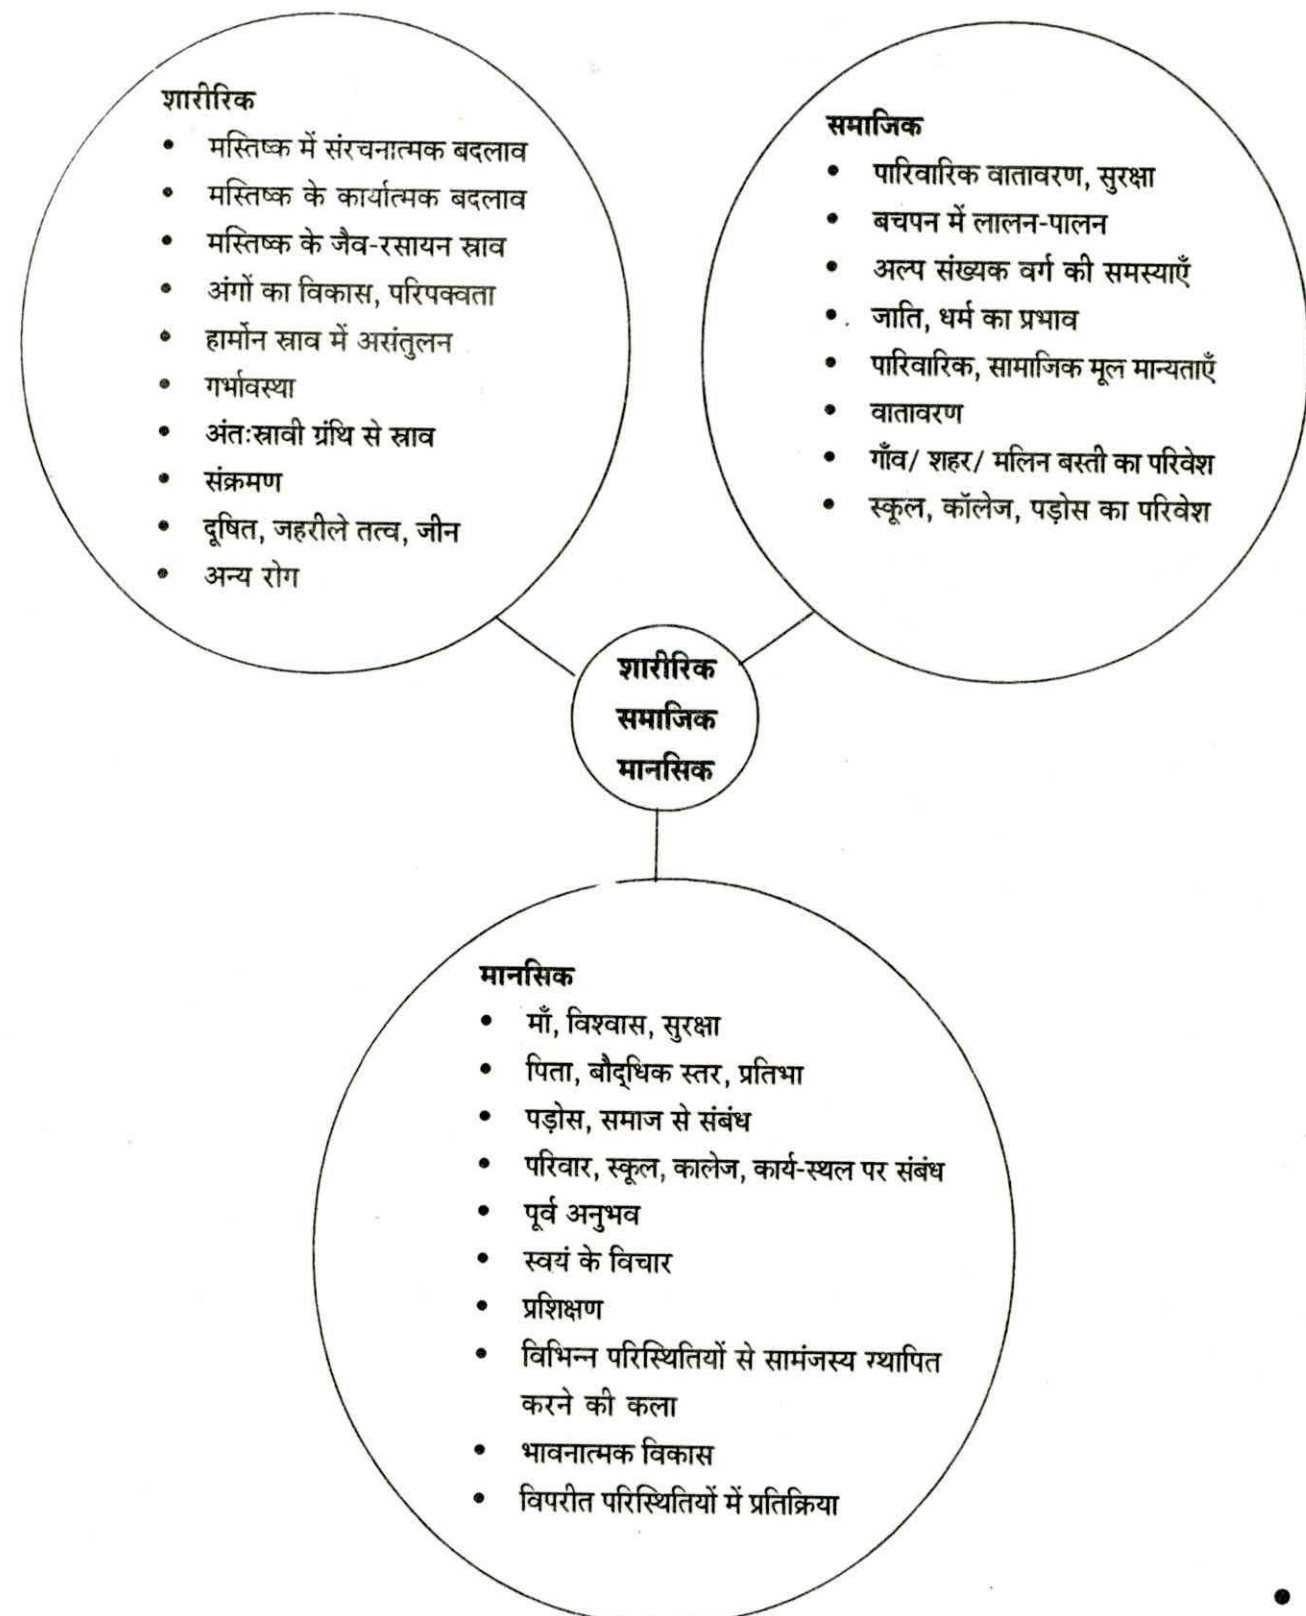 शारीरिक
• मस्तिष्क में संरचनात्मक बदलाव
• मस्तिष्क के कार्यात्मक बदलाव
• मस्तिष्क के जैव-रसायन स्राव
• अंगों का विकास, परिपक्वता
• हार्मोन स्राव में असंतुलन
• गर्भावस्था
• अंतःस्रावी ग्रंथि से स्राव
• संक्रमण
• दूषित, जहरीले तत्व, जीन
• अन्य रोग
समाजिक
• पारिवारिक वातावरण, सुरक्षा
• बचपन में लालन-पालन
• अल्प संख्यक वर्ग की समस्याएँ
• जाति, धर्म का प्रभाव
• पारिवारिक, सामाजिक मूल मान्यताएँ
• वातावरण
• गाँव/ शहर/ मलिन बस्ती का परिवेश
• स्कूल, कॉलेज, पड़ोस का परिवेश
शारीरिक
समाजिक
मानसिक
मानसिक
• माँ, विश्वास, सुरक्षा
• पिता, बौद्धिक स्तर, प्रतिभा
• पड़ोस, समाज से संबंध
• परिवार, स्कूल, कालेज, कार्य-स्थल पर संबंध
• पूर्व अनुभव
• स्वयं के विचार
• प्रशिक्षण
• विभिन्न परिस्थितियों से सामंजस्य स्थापित
करने की कला
• भावनात्मक विकास
• विपरीत परिस्थितियों में प्रतिक्रिया